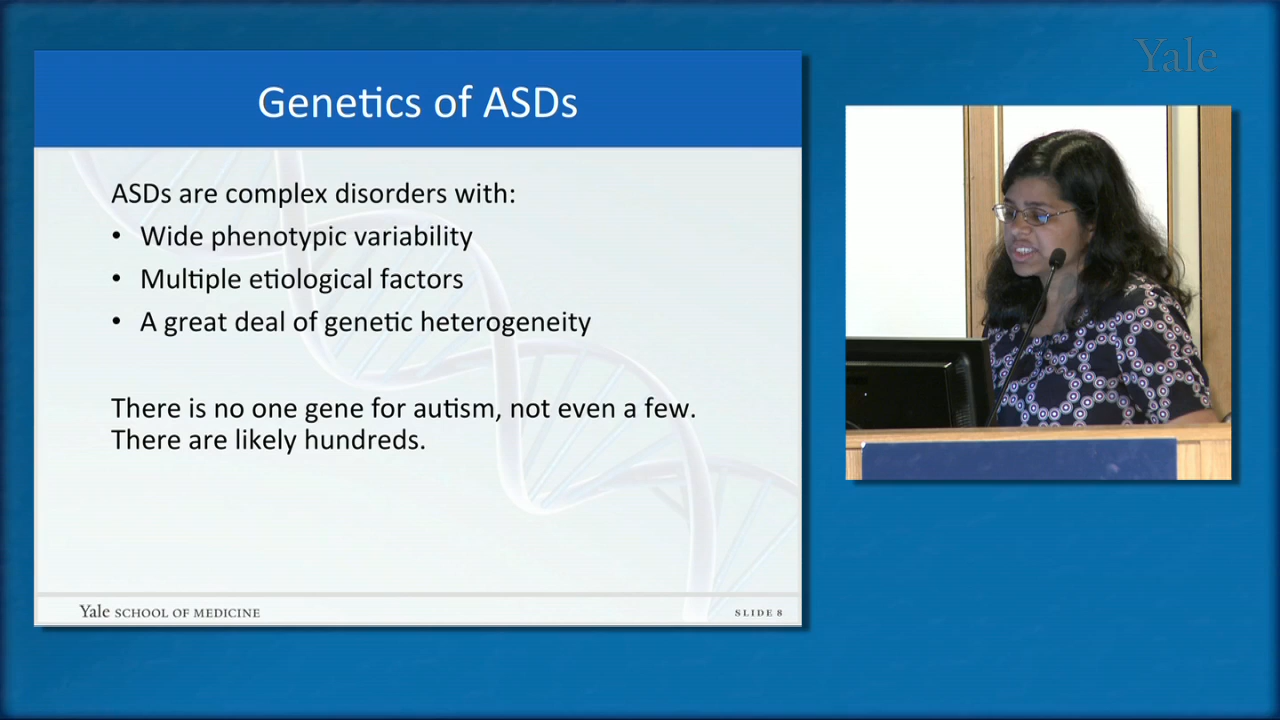 Yale
Genetics of ASDs
ASDs are complex disorders with:
• Wide phenotypic variability
• Multiple etiological factors
• A great deal of genetic heterogeneity
There is no one gene for autism, not even a few.
There are likely hundreds.
Yale SCHOOL OF MEDICINE
SLIDE 8